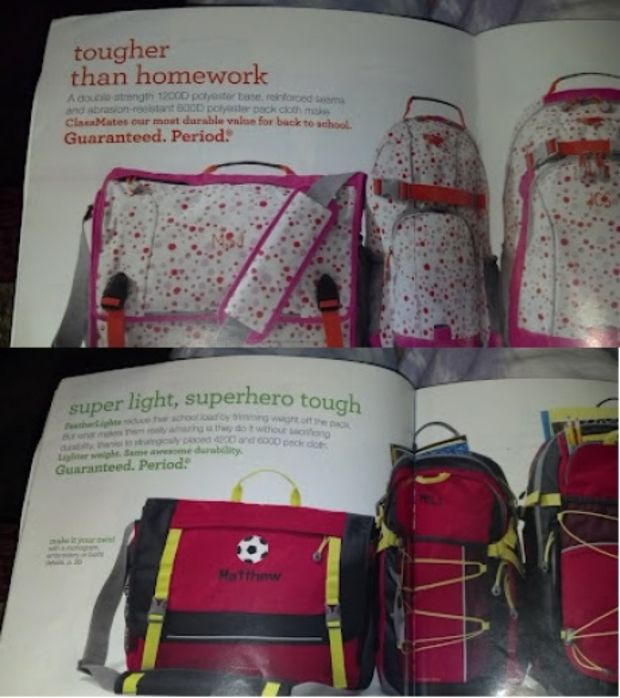 tougher
than homework
A double-strength 1200D polyester base, reinforced seams
and abrasion-resistant 600D polyester pack cloth make
ClassMates our most durable value for back to school.
Guaranteed. Period.®
super light, superhero tough
FeatherLights reduce their school load by trimming weight off the pack.
But what makes them really amazing is they do it without sacrificing
durability, thanks to strategically placed 420D and 600D pack cloth.
Lighter weight. Same awesome durability.
Guaranteed. Period.®
make it your own!
with a monogram,
embroidery or
details, p. 20
Matthew